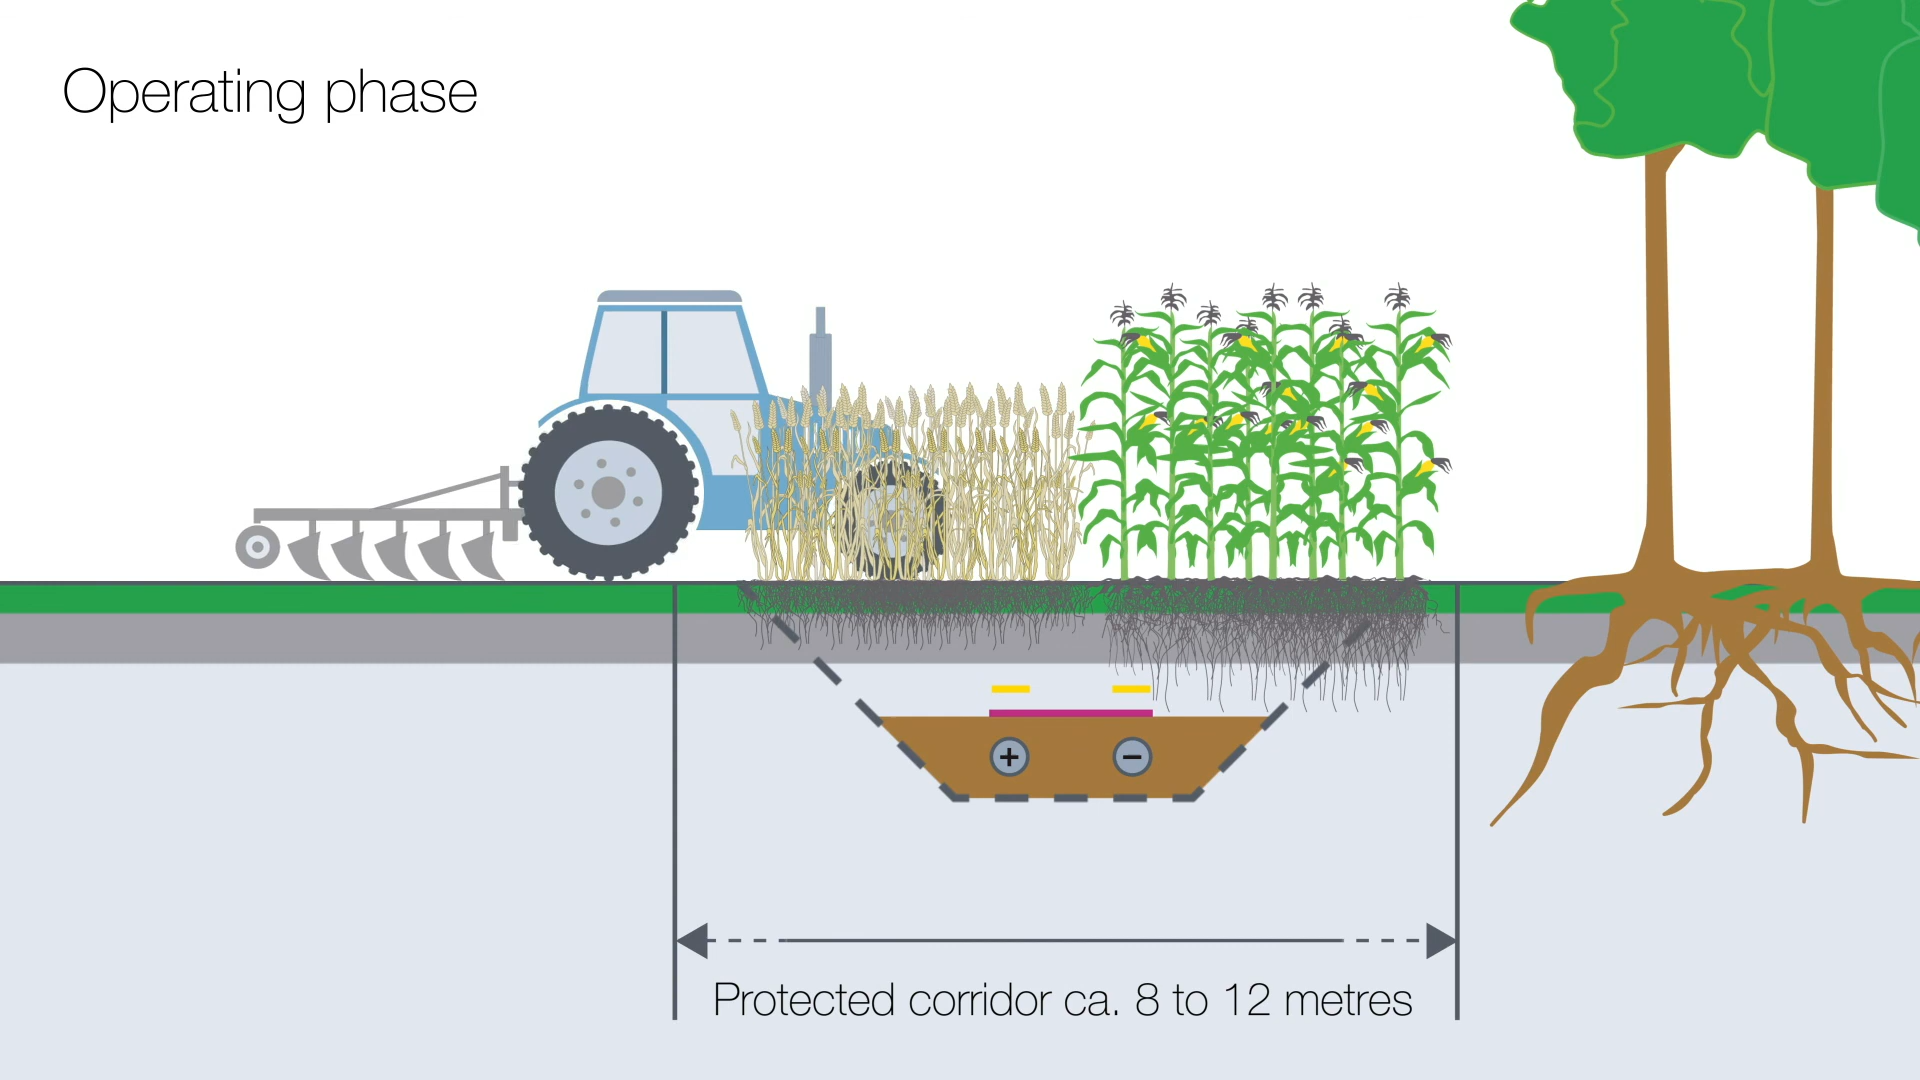 Operating phase
+ −
Protected corridor ca. 8 to 12 metres